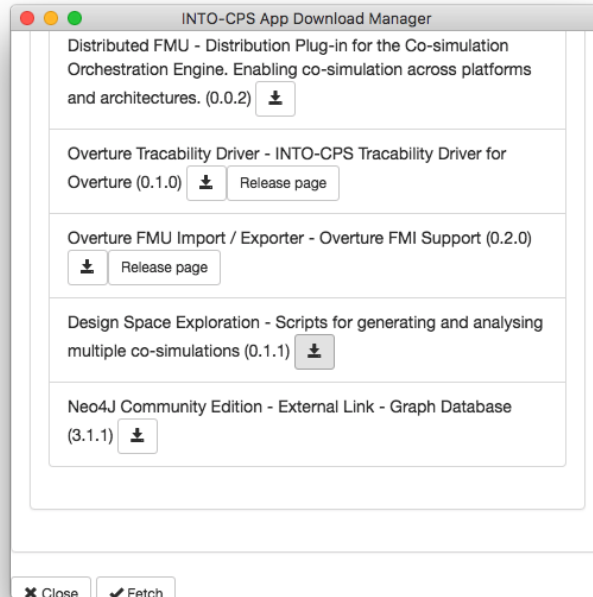 INTO-CPS App Download Manager
Distributed FMU - Distribution Plug-in for the Co-simulation
Orchestration Engine. Enabling co-simulation across platforms
and architectures. (0.0.2)
Overture Tracability Driver - INTO-CPS Tracability Driver for
Overture (0.1.0) Release page
Overture FMU Import / Exporter - Overture FMI Support (0.2.0)
Release page
Design Space Exploration - Scripts for generating and analysing
multiple co-simulations (0.1.1)
Neo4J Community Edition - External Link - Graph Database
(3.1.1)
Close Fetch